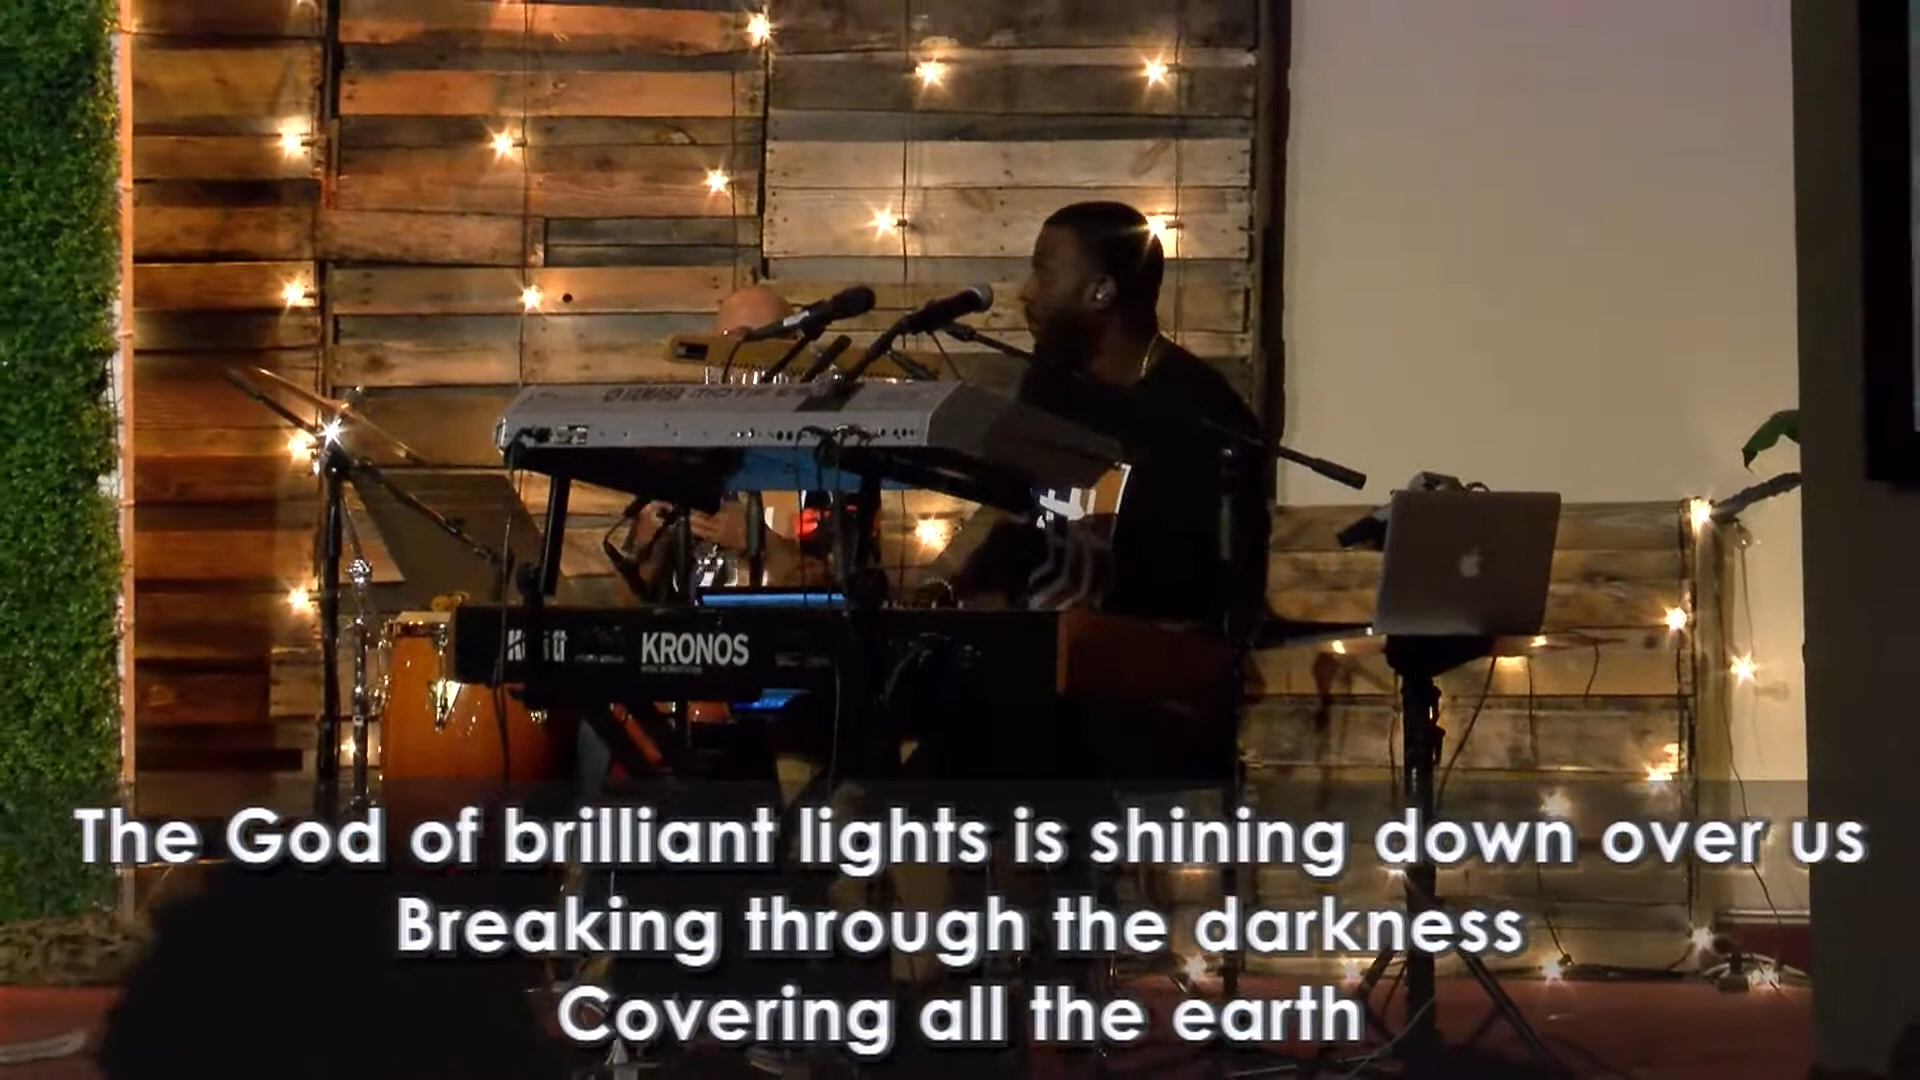 KRONOS
The God of brilliant lights is shining down over us
Breaking through the darkness
Covering all the earth